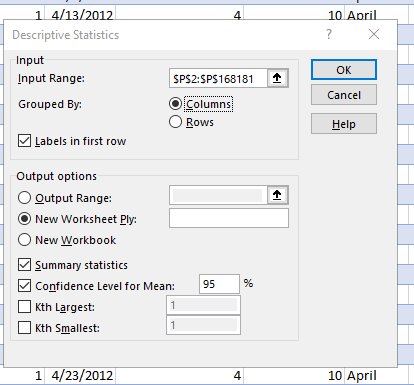 1 4/13/2012 4 10 April
Descriptive Statistics ? ×
Input
Input Range: $P$2:$P$168181
OK
Grouped By: Columns
Cancel
Rows
Help
Labels in first row
Output options
Output Range:
New Worksheet Ply:
New Workbook
Summary statistics
Confidence Level for Mean: 95 %
Kth Largest: 1
Kth Smallest: 1
1 4/23/2012 4 10 April